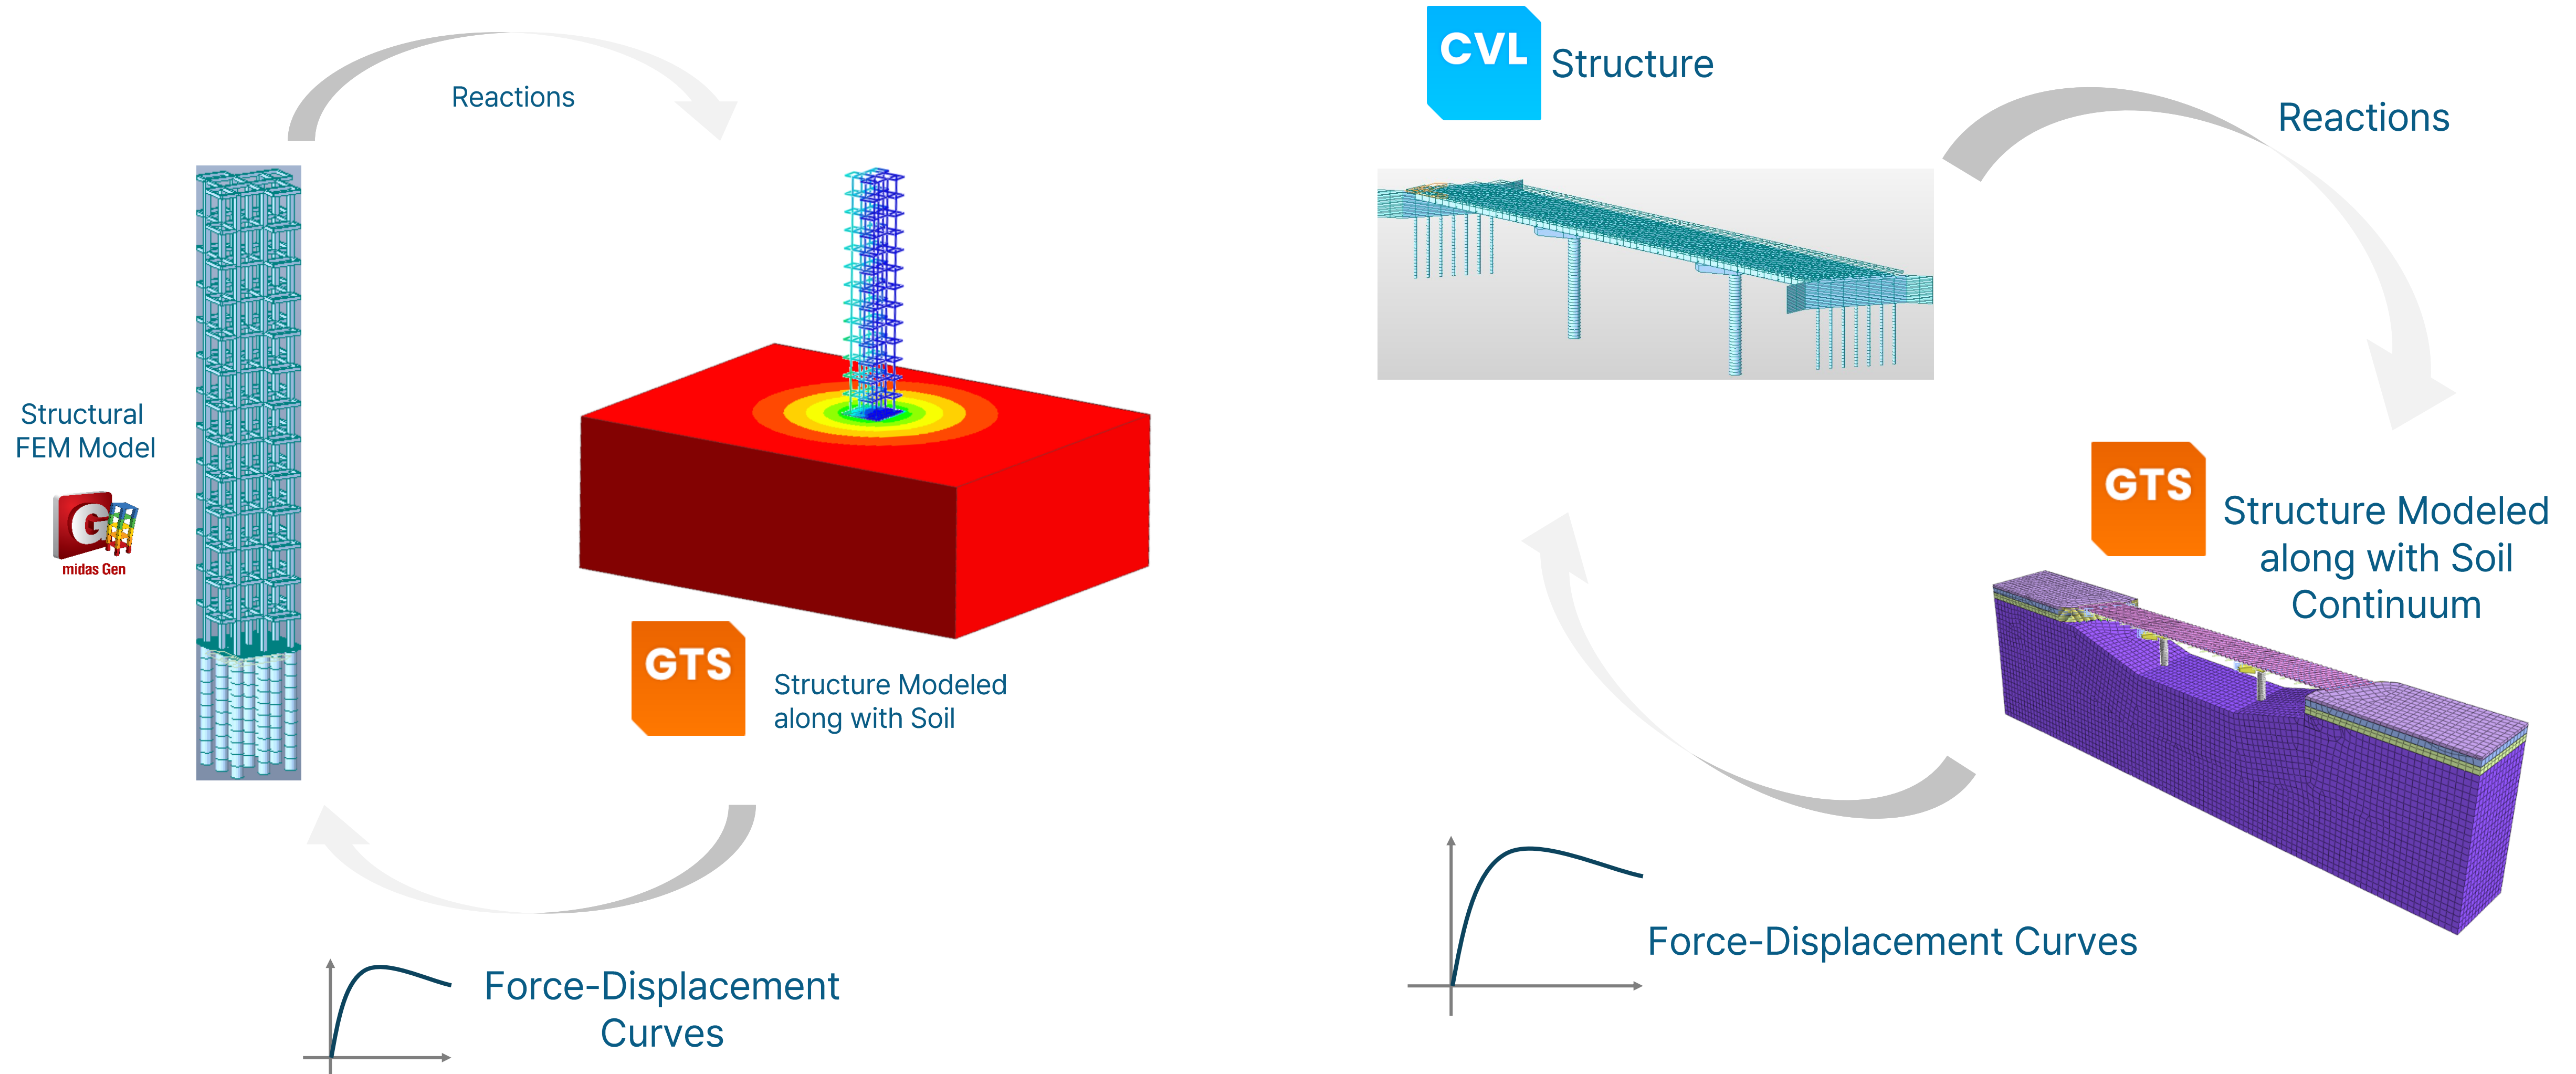 Reactions
Structural
FEM Model
G
midas Gen
GTS
Structure Modeled
along with Soil
Force-Displacement
Curves
CVL
Structure
Reactions
GTS
Structure Modeled
along with Soil
Continuum
Force-Displacement Curves